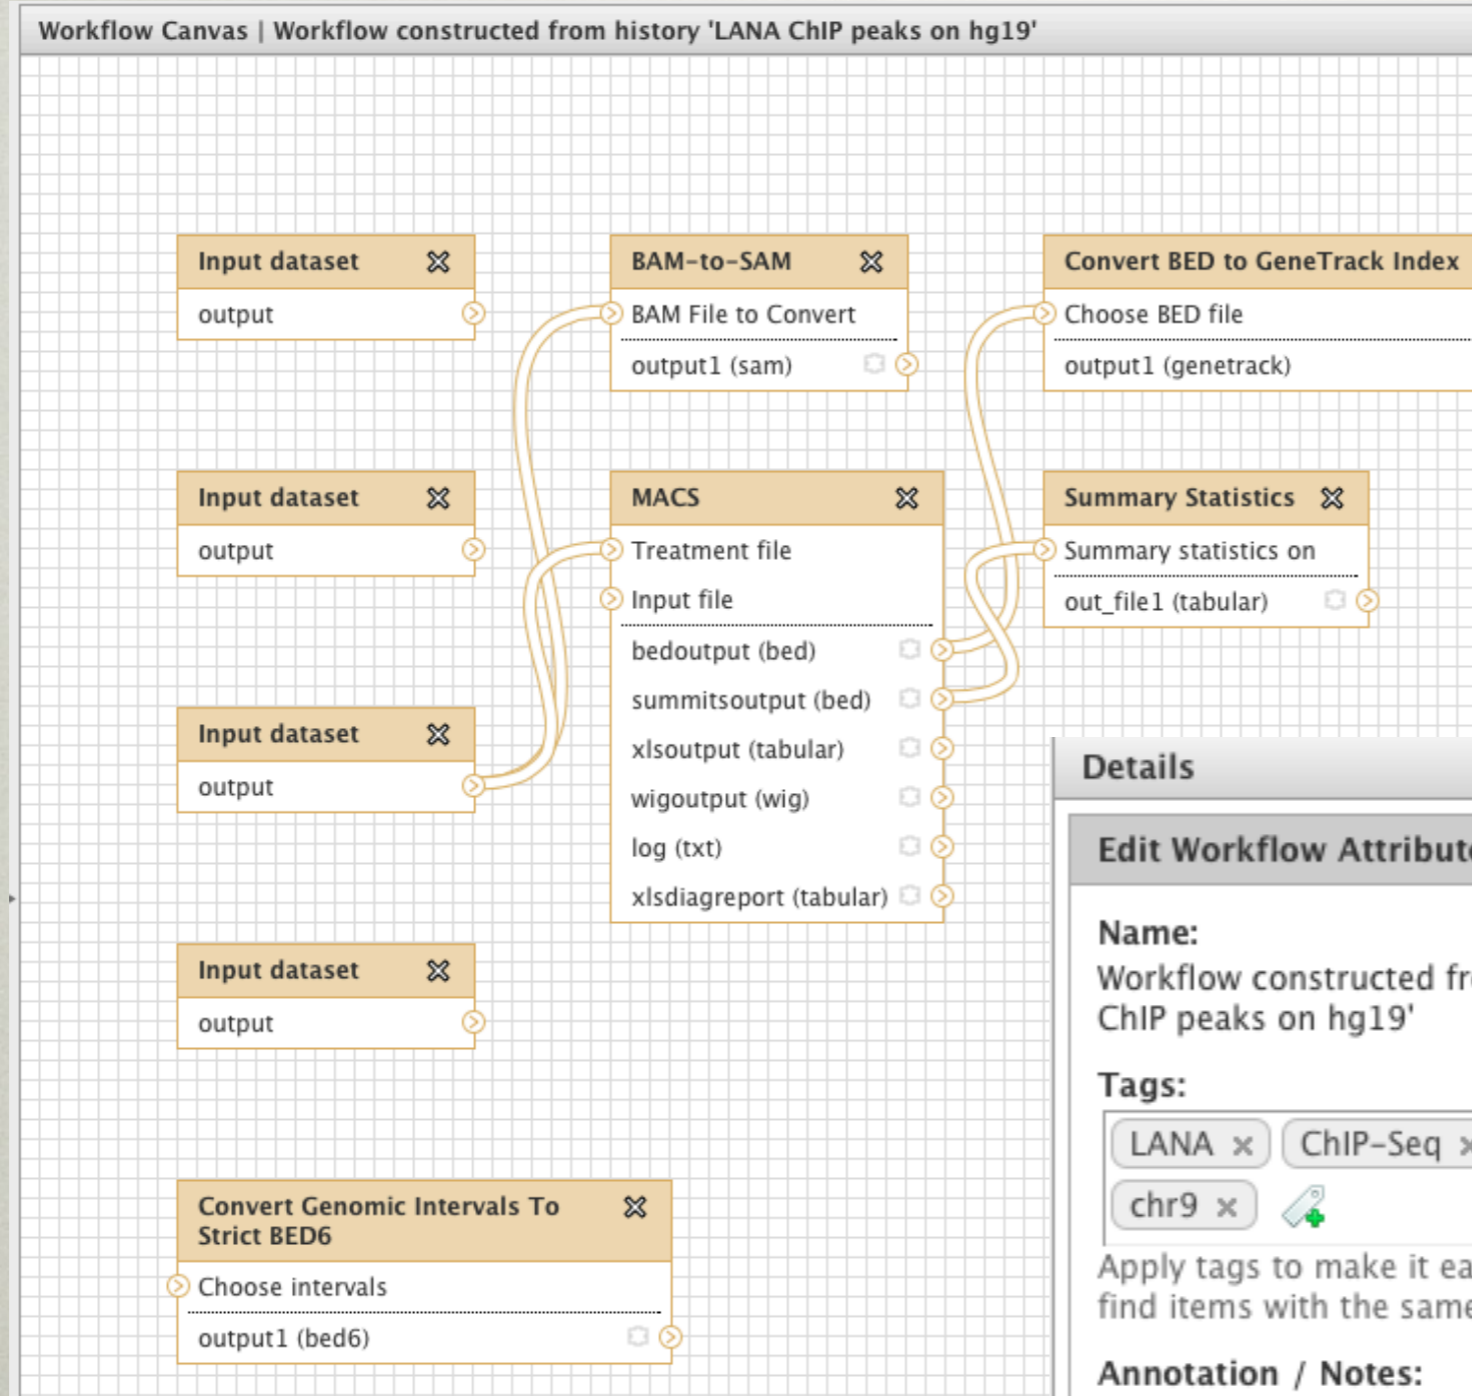 Workflow Canvas | Workflow constructed from history 'LANA ChIP peaks on hg19'
Input dataset
output
BAM-to-SAM
BAM File to Convert
output1 (sam)
Convert BED to GeneTrack Index
Choose BED file
output1 (genetrack)
Input dataset
output
MACS
Treatment file
Input file
bedoutput (bed)
summitsoutput (bed)
xlsoutput (tabular)
wigoutput (wig)
log (txt)
xlsdiagreport (tabular)
Summary Statistics
Summary statistics on
out_file1 (tabular)
Input dataset
output
Input dataset
output
Convert Genomic Intervals To
Strict BED6
Choose intervals
output1 (bed6)
Details
Edit Workflow
Name:
Workflow constructed
ChIP peaks on hg19'
Tags:
LANA
ChIP-Seq
chr9
Apply tags to make it
find items with the same
Annotation / Notes: